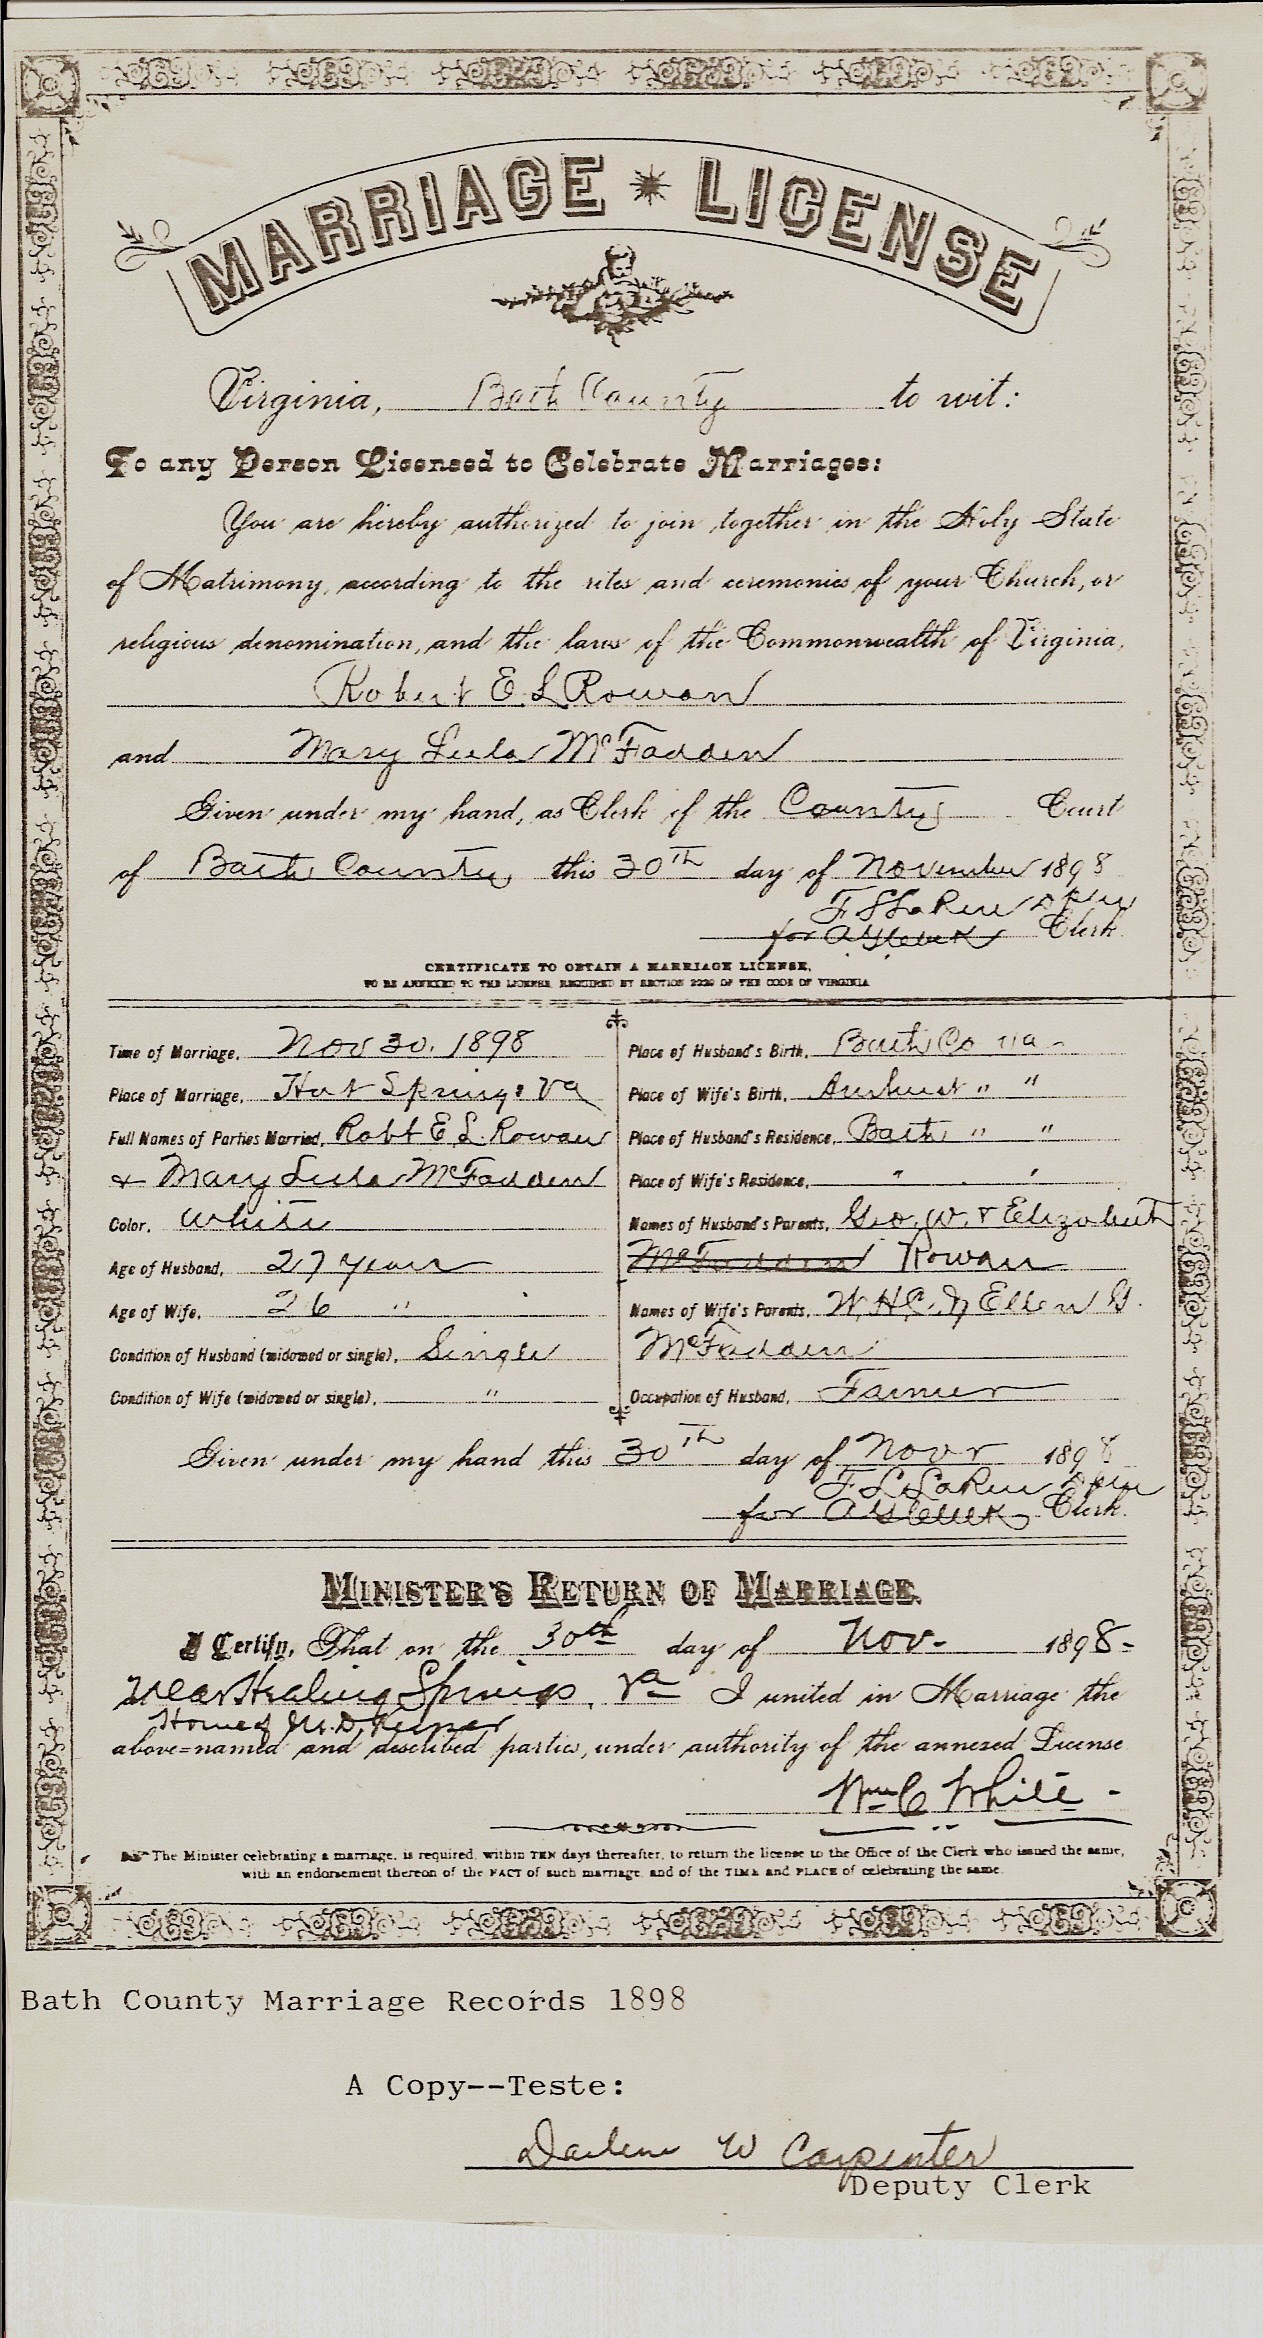 MARRIAGE LICENSE
Virginia, Bath County to wit:
To any Person Licensed to Celebrate Marriages:
You are hereby authorized to join together in the Holy State
of Matrimony, according to the rites and ceremonies of your Church, or
religious denomination, and the laws of the Commonwealth of Virginia,
Robert E. L. Rowan
and Mary Lula McFadden
Given under my hand, as Clerk of the County Court
of Bath County this 30th day of November 1898
for Clerk.
CERTIFICATE TO OBTAIN A MARRIAGE LICENSE,
TO BE ANNEXED TO THE LICENSE, REQUIRED BY SECTION 2229 OF THE CODE OF VIRGINIA
Time of Marriage, Nov 30. 1898
Place of Marriage, Hot Springs Va
Full Names of Parties Married, Robt E. L. Rowan
+ Mary Lula McFadden
Color, White
Age of Husband, 27 years
Age of Wife, 26 "
Condition of Husband (widowed or single), Single
Condition of Wife (widowed or single), "
Place of Husband's Birth, Bath Co Va
Place of Wife's Birth, Amherst " "
Place of Husband's Residence, Bath " "
Place of Wife's Residence, " "
Names of Husband's Parents, Geo. W. & Elizabeth
McFadden Rowan
Names of Wife's Parents, Ellen G.
McFadden
Occupation of Husband, Farmer
Given under my hand this 30th day of Novr 1898
for Clerk.
MINISTER'S RETURN OF MARRIAGE.
I Certify, That on the 30th day of Nov. 1898
near Healing Springs, Va I united in Marriage the
Home of
above=named and described parties, under authority of the annexed License
Wm C White
The Minister celebrating a marriage, is required, within TEN days thereafter, to return the license to the Office of the Clerk who issued the same,
with an endorsement thereon of the FACT of such marriage, and of the TIME and PLACE of celebrating the same.
Bath County Marriage Records 1898
A Copy--Teste:
Darlene W Carpenter
Deputy Clerk